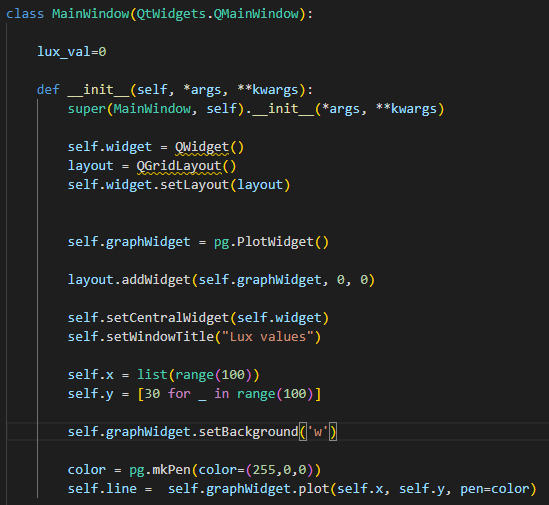 class MainWindow(QtWidgets.QMainWindow):
lux_val=0
def __init__(self, *args, **kwargs):
super(MainWindow, self).__init__(*args, **kwargs)
self.widget = QWidget()
layout = QGridLayout()
self.widget.setLayout(layout)
self.graphWidget = pg.PlotWidget()
layout.addWidget(self.graphWidget, 0, 0)
self.setCentralWidget(self.widget)
self.setWindowTitle("Lux values")
self.x = list(range(100))
self.y = [30 for _ in range(100)]
self.graphWidget.setBackground('w')
color = pg.mkPen(color=(255,0,0))
self.line =  self.graphWidget.plot(self.x, self.y, pen=color)